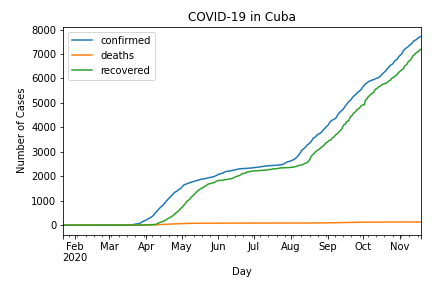 COVID-19 in Cuba
confirmed
deaths
recovered
Number of Cases
8000
7000
6000
5000
4000
3000
2000
1000
0
Feb Mar Apr May Jun Jul Aug Sep Oct Nov
2020
Day